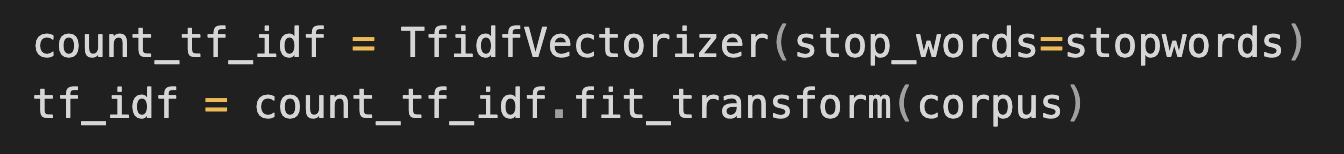 count_tf_idf = TfidfVectorizer(stop_words=stopwords)
tf_idf = count_tf_idf.fit_transform(corpus)